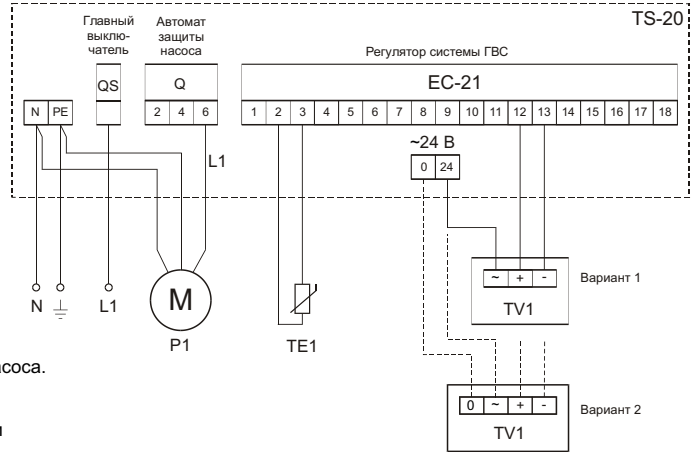 TS-20
Главный
выклю-
чатель
Автомат
защиты
насоса
Регулятор системы ГВС
QS
Q
EC-21
N PE
2 4 6
1 2 3 4 5 6 7 8 9 10 11 12 13 14 15 16 17 18
~24 В
0 24
L1
~ + -
TV1
Вариант 1
N
L1
M
P1
TE1
асоса.
0 ~ + -
TV1
Вариант 2